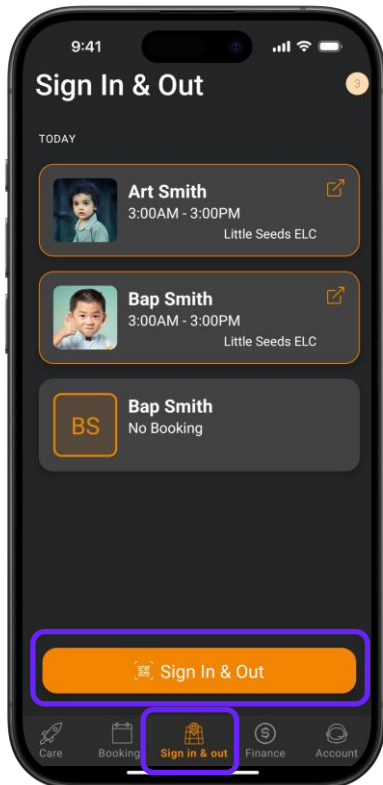 9:41
Sign In & Out
3
TODAY
Art Smith
3:00AM - 3:00PM
Little Seeds ELC
Bap Smith
3:00AM - 3:00PM
Little Seeds ELC
BS
Bap Smith
No Booking
Sign In & Out
Care
Booking
Sign in & out
Finance
Account